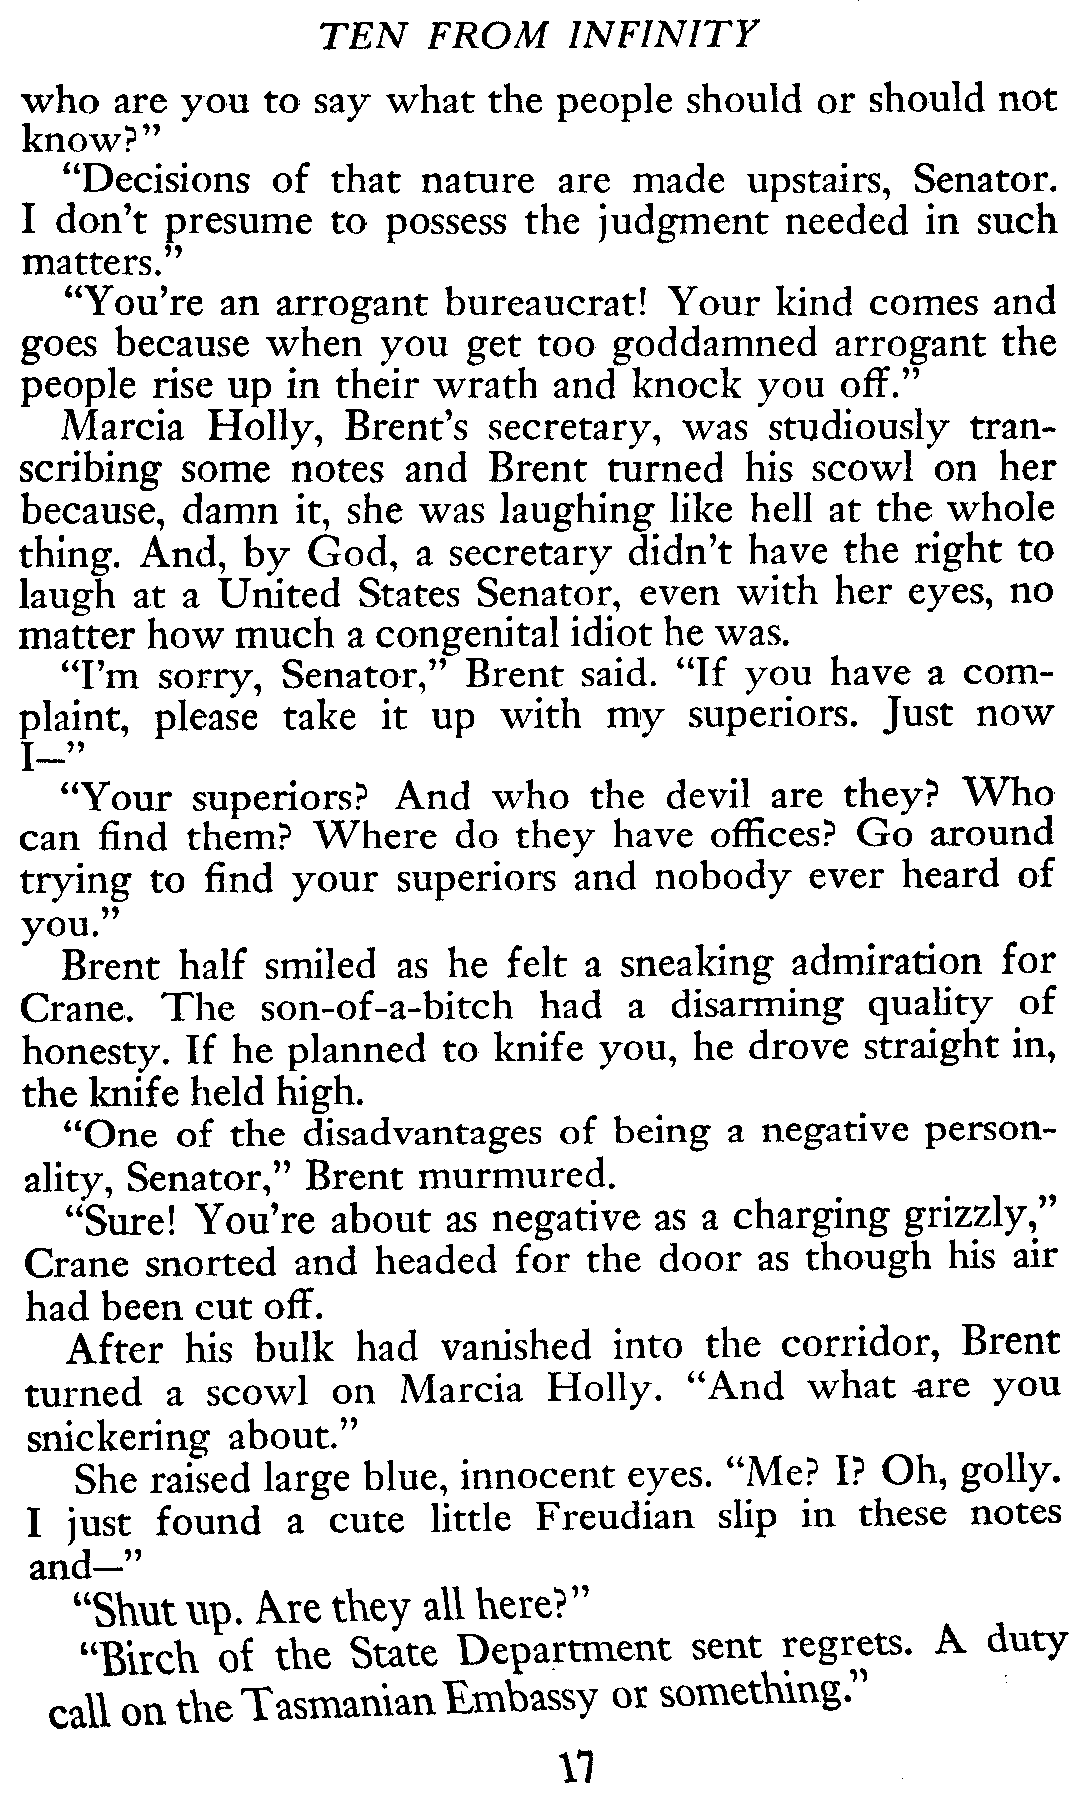 TEN FROM INFINITY
who are you to say what the people should or should not
know?"
"Decisions of that nature are made upstairs, Senator.
I don't presume to possess the judgment needed in such
matters."
"You're an arrogant bureaucrat! Your kind comes and
goes because when you get too goddamned arrogant the
people rise up in their wrath and knock you off."
Marcia Holly, Brent's secretary, was studiously tran-
scribing some notes and Brent turned his scowl on her
because, damn it, she was laughing like hell at the whole
thing. And, by God, a secretary didn't have the right to
laugh at a United States Senator, even with her eyes, no
matter how much a congenital idiot he was.
"I'm sorry, Senator," Brent said. "If you have a com-
plaint, please take it up with my superiors. Just now
I—"
"Your superiors? And who the devil are they? Who
can find them? Where do they have offices? Go around
trying to find your superiors and nobody ever heard of
you."
Brent half smiled as he felt a sneaking admiration for
Crane. The son-of-a-bitch had a disarming quality of
honesty. If he planned to knife you, he drove straight in,
the knife held high.
"One of the disadvantages of being a negative person-
ality, Senator," Brent murmured.
"Sure! You're about as negative as a charging grizzly,"
Crane snorted and headed for the door as though his air
had been cut off.
After his bulk had vanished into the corridor, Brent
turned a scowl on Marcia Holly. "And what are you
snickering about."
She raised large blue, innocent eyes. "Me? I? Oh, golly.
I just found a cute little Freudian slip in these notes
and—"
"Shut up. Are they all here?"
"Birch of the State Department sent regrets. A duty
call on the Tasmanian Embassy or something."
17